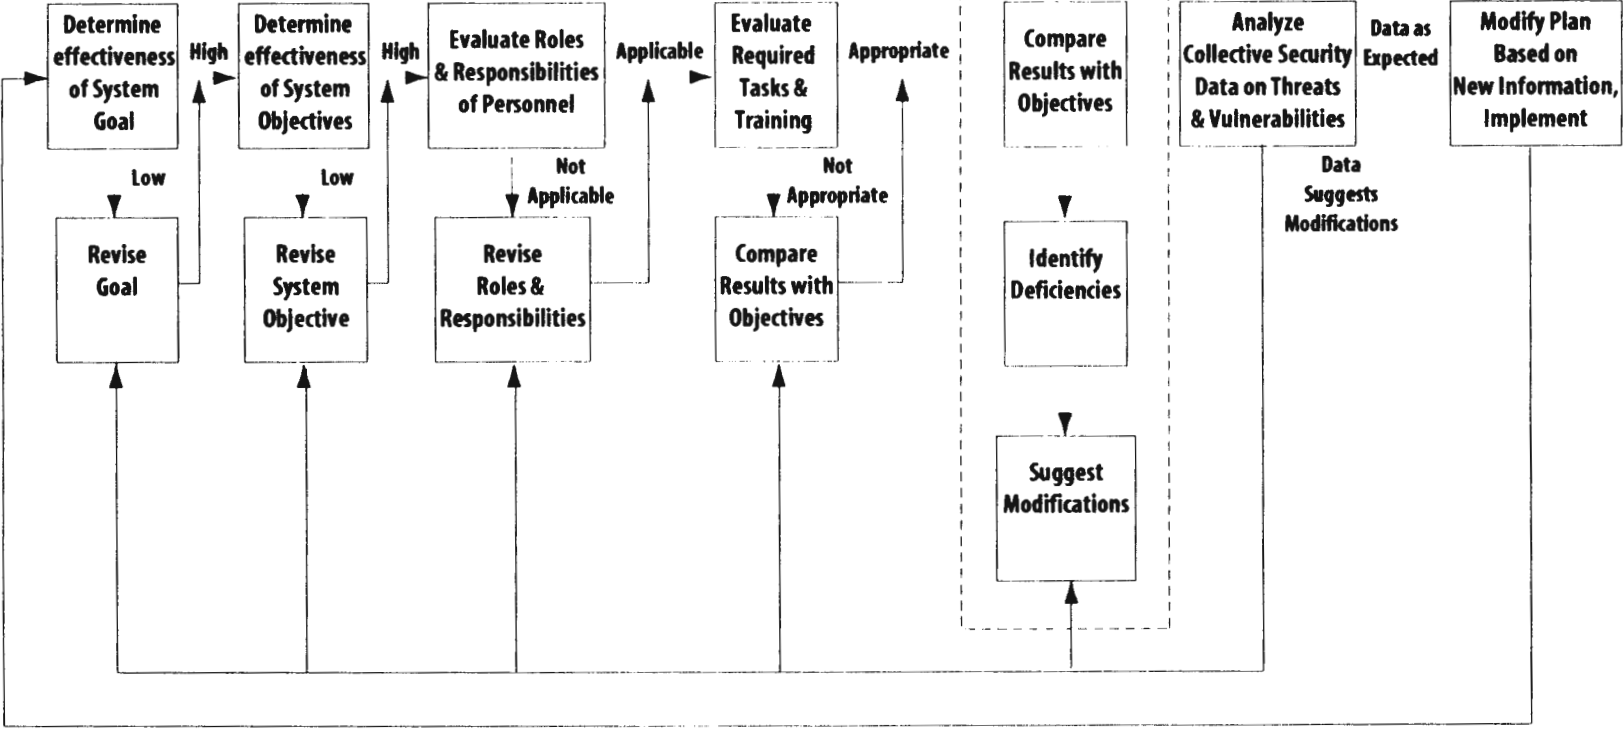 Determine
effectiveness
of System
Goal
High
Determine
effectiveness
of System
Objectives
High
Evaluate Roles
& Responsibilities
of Personnel
Applicable
Evaluate
Required
Tasks &
Training
Appropriate
Compare
Results with
Objectives
Analyze
Collective Security
Data on Threats
& Vulnerabilities
Data as
Expected
Modify Plan
Based on
New Information,
Implement
Low
Low
Not
Applicable
Not
Appropriate
Data
Suggests
Modifications
Revise
Goal
Revise
System
Objective
Revise
Roles &
Responsibilities
Compare
Results with
Objectives
Identify
Deficiencies
Suggest
Modifications